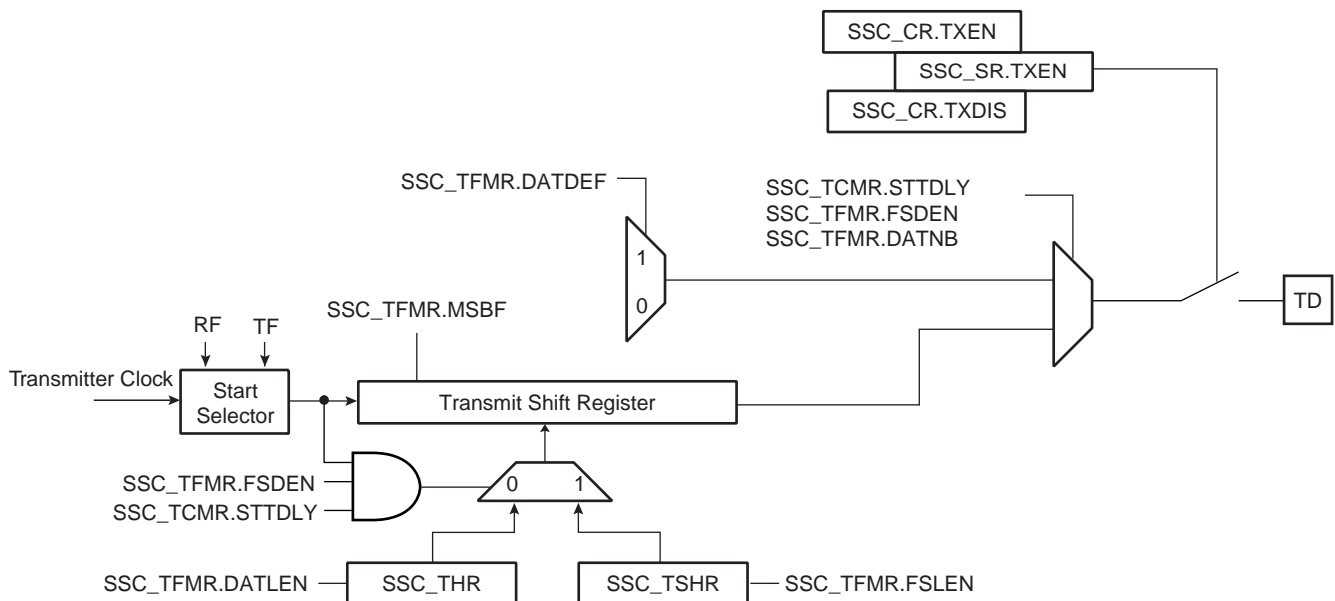 SSC_CR.TXEN
SSC_SR.TXEN
SSC_CR.TXDIS
SSC_TFMR.DATDEF
SSC_TCMR.STTDLY
SSC_TFMR.FSDEN
SSC_TFMR.DATNB
1
0
TD
SSC_TFMR.MSBF
RF
TF
Transmitter Clock
Start
Selector
Transmit Shift Register
SSC_TFMR.FSDEN
SSC_TCMR.STTDLY
0
1
SSC_TFMR.DATLEN
SSC_THR
SSC_TSHR
SSC_TFMR.FSLEN